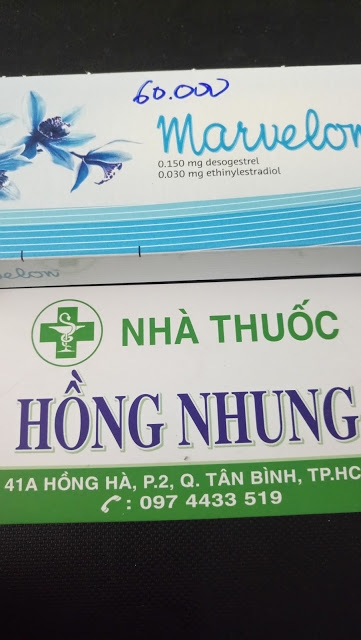 60.000
Marvelon
0.150 mg desogestrel
0.030 mg ethinylestradiol
velon
NHÀ THUỐC
HỒNG NHUNG
41A HỒNG HÀ, P.2, Q. TÂN BÌNH, TP.HC
: 097 4433 519